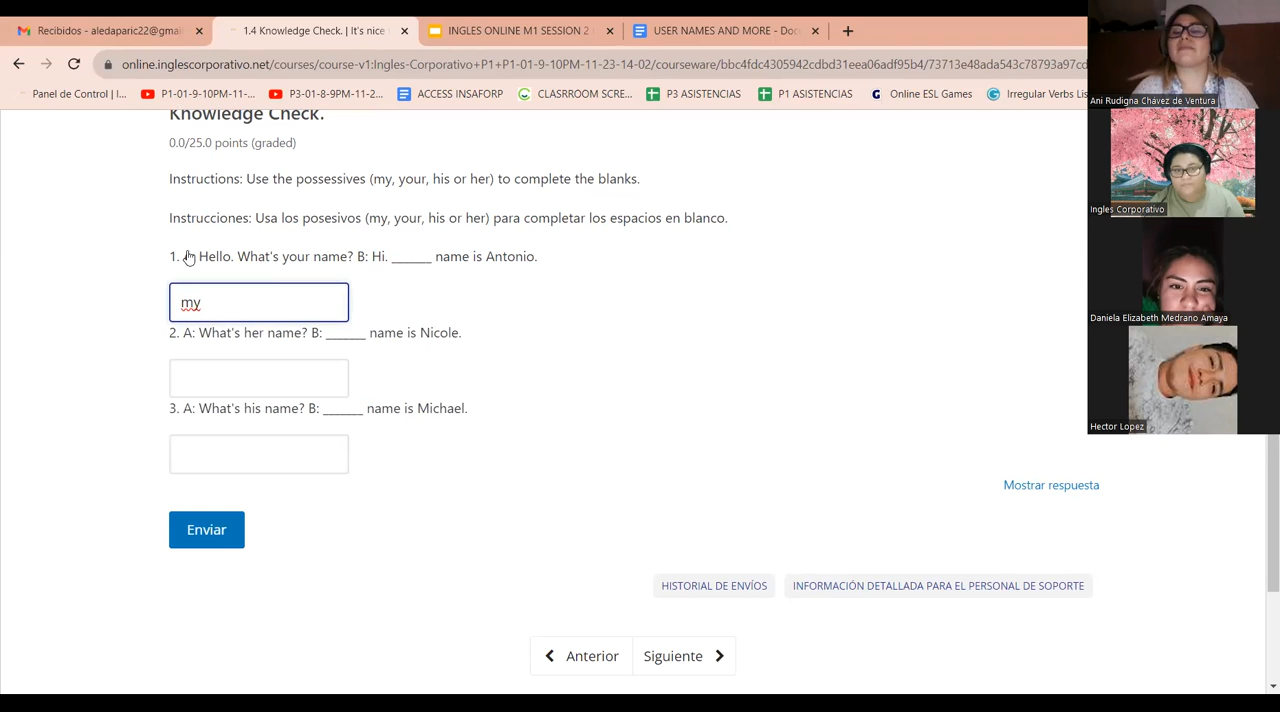 Recibidos - aledaparic22@gmail
1.4 Knowledge Check. | It's nice
INGLES ONLINE M1 SESSION 2
USER NAMES AND MORE - Doc
online.inglescorporativo.net/courses/course-v1:Ingles-Corporativo+P1+P1-01-9-10PM-11-23-14-02/courseware/bbc4fdc4305942cdbd31eea06adf95b4/73713e48ada543c78793a97cd
Panel de Control | I...
P1-01-9-10PM-11-...
P3-01-8-9PM-11-2...
ACCESS INSAFORP
CLASRROOM SCRE...
P3 ASISTENCIAS
P1 ASISTENCIAS
Online ESL Games
Irregular Verbs Lis
Knowledge Check.
0.0/25.0 points (graded)
Instructions: Use the possessives (my, your, his or her) to complete the blanks.
Instrucciones: Usa los posesivos (my, your, his or her) para completar los espacios en blanco.
1. Hello. What's your name? B: Hi. ______ name is Antonio.
my
2. A: What's her name? B: ______ name is Nicole.
3. A: What's his name? B: ______ name is Michael.
Mostrar respuesta
Enviar
HISTORIAL DE ENVÍOS
INFORMACIÓN DETALLADA PARA EL PERSONAL DE SOPORTE
Anterior
Siguiente
Ani Rudigna Chávez de Ventura
Ingles Corporativo
Daniela Elizabeth Medrano Amaya
Hector Lopez